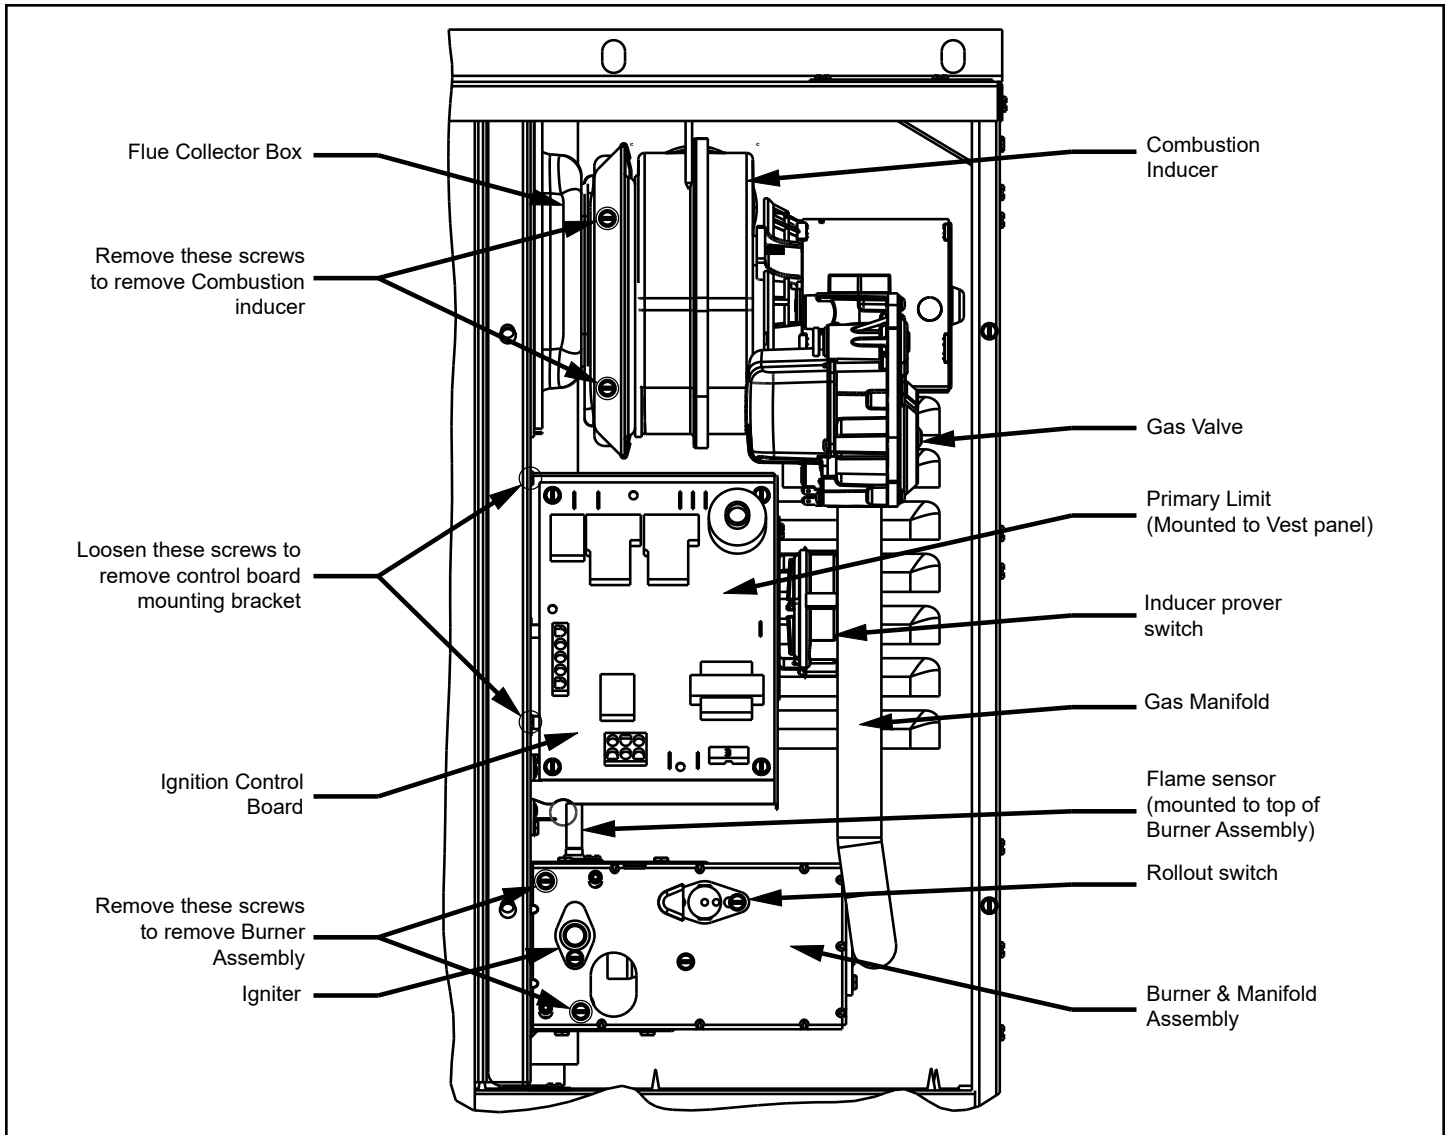 Flue Collector Box
Remove these screws
to remove Combustion
inducer
Loosen these screws to
remove control board
mounting bracket
Ignition Control
Board
Remove these screws
to remove Burner
Assembly
Igniter
Combustion
Inducer
Gas Valve
Primary Limit
(Mounted to Vest panel)
Inducer prover
switch
Gas Manifold
Flame sensor
(mounted to top of
Burner Assembly)
Rollout switch
Burner & Manifold
Assembly